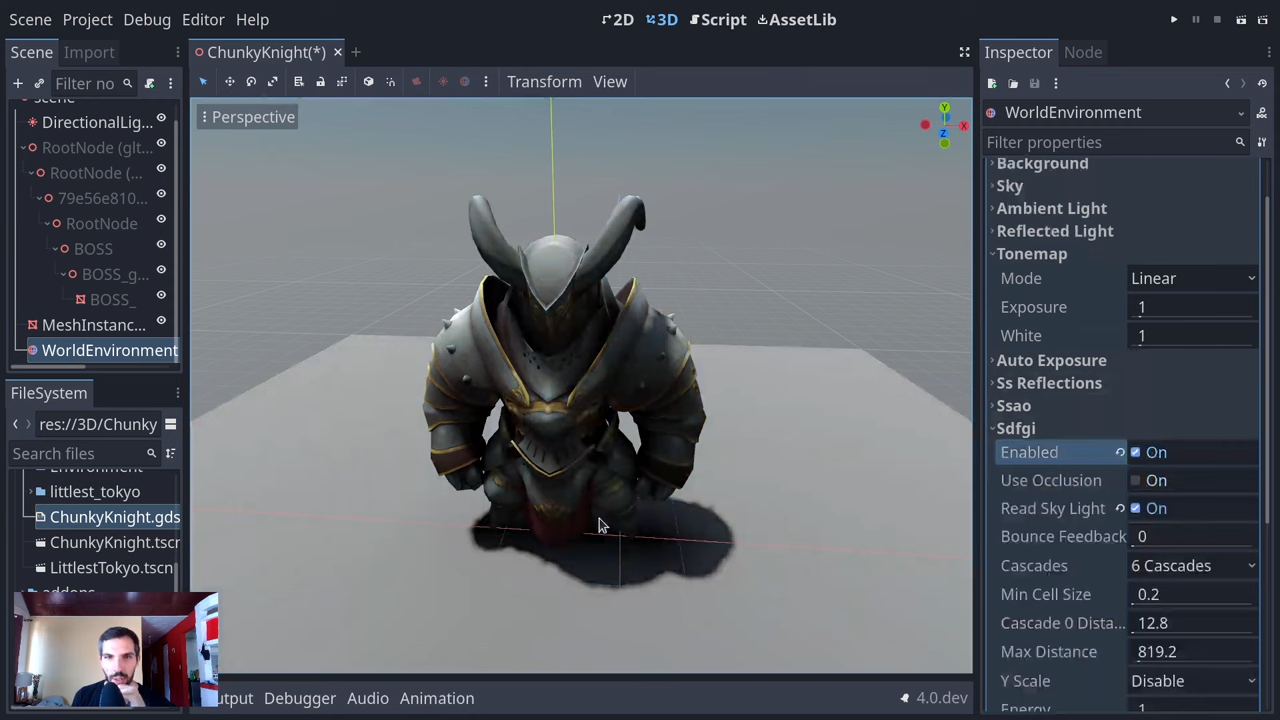 Scene Project Debug Editor Help
2D 3D Script AssetLib
Scene Import
ChunkyKnight(*)
Inspector Node
Filter no
Transform View
DirectionalLig...
RootNode (glt...
RootNode (...
79e56e810...
RootNode
BOSS
BOSS_g...
BOSS_
MeshInstanc...
WorldEnvironment
FileSystem
res://3D/Chunky
Search files
littlest_tokyo
ChunkyKnight.gds
ChunkyKnight.tscr
LittlestTokyo.tscn
Perspective
Y
X
Z
WorldEnvironment
Filter properties
Background
Sky
Ambient Light
Reflected Light
Tonemap
Mode Linear
Exposure 1
White 1
Auto Exposure
Ss Reflections
Ssao
Sdfgi
Enabled On
Use Occlusion On
Read Sky Light On
Bounce Feedback 0
Cascades 6 Cascades
Min Cell Size 0.2
Cascade 0 Dista... 12.8
Max Distance 819.2
Y Scale Disable
utput Debugger Audio Animation
4.0.dev